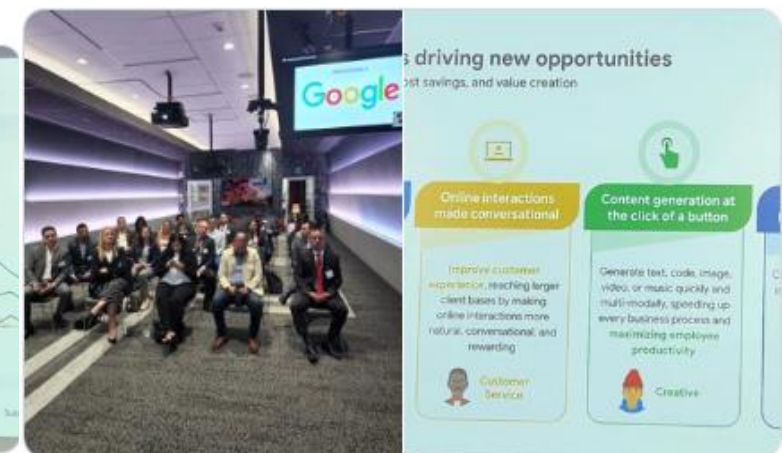 Google
s driving new opportunities
ost savings, and value creation
Online interactions
made conversational
Improve customer
experience, reaching larger
client bases by making
online interactions more
natural, conversational, and
rewarding
Customer
Service
Content generation at
the click of a button
Generate text, code, image,
video, or music quickly and
multi-modally, speeding up
every business process and
maximizing employee
productivity
Creative